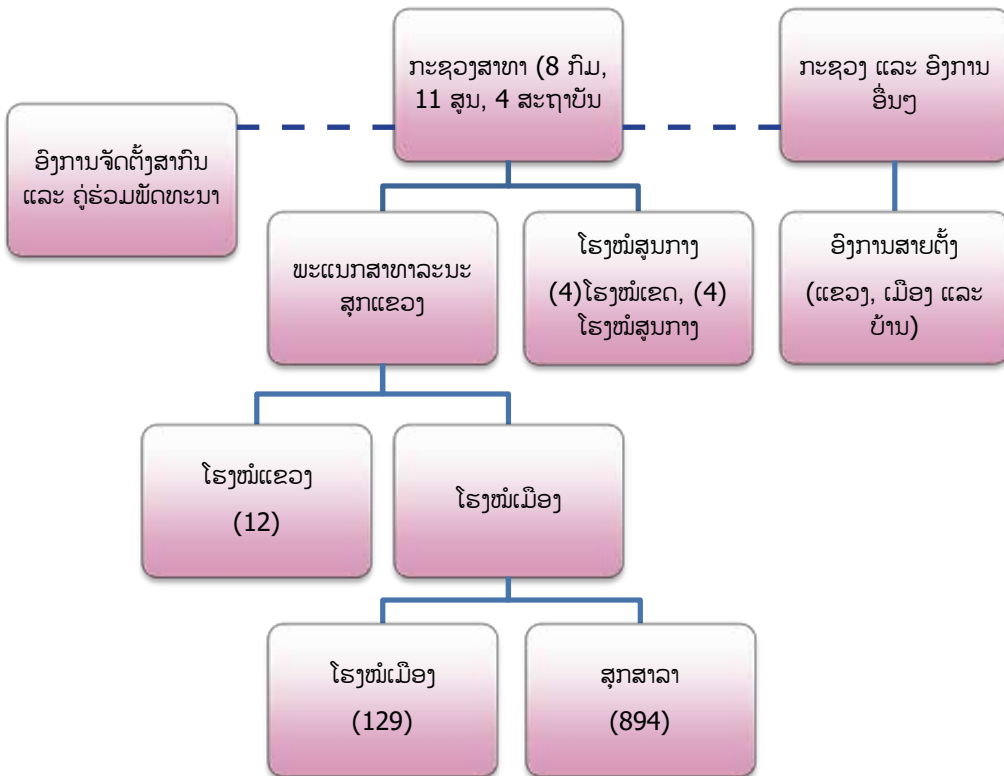 ກະຊວງສາທາ (8 ກົມ,
11 ສູນ, 4 ສະຖາບັນ
ກະຊວງ ແລະ ອົງການ
ອື່ນໆ
ອົງການຈັດຕັ້ງສາກົນ
ແລະ ຄູ່ຮ່ວມພັດທະນາ
ພະແນກສາທາລະນະ
ສຸກແຂວງ
ໂຮງໝໍສູນກາງ
(4)ໂຮງໝໍເຂດ, (4)
ໂຮງໝໍສູນກາງ
ອົງການສາຍຕັ້ງ
(ແຂວງ, ເມືອງ ແລະ
ບ້ານ)
ໂຮງໝໍແຂວງ
(12)
ໂຮງໝໍເມືອງ
ໂຮງໝໍເມືອງ
(129)
ສຸກສາລາ
(894)